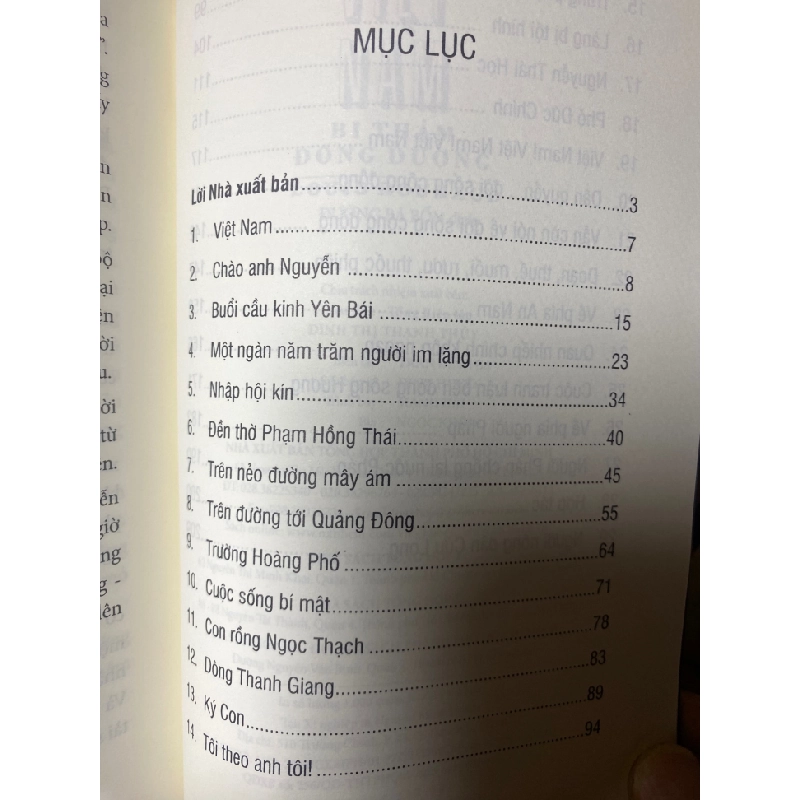 MỤC LỤC
Lời Nhà xuất bản ........ 3
1. Việt Nam ........ 7
2. Chào anh Nguyễn ........ 8
3. Buổi cầu kinh Yên Bái ........ 15
4. Một ngàn năm trăm người im lặng ........ 23
5. Nhập hội kín ........ 34
6. Đền thờ Phạm Hồng Thái ........ 40
7. Trên nẻo đường mây ám ........ 45
8. Trên đường tới Quảng Đông ........ 55
9. Trường Hoàng Phố ........ 64
10. Cuộc sống bí mật ........ 71
11. Con rồng Ngọc Thạch ........ 78
12. Dòng Thanh Giang ........ 83
13. Ký Con ........ 89
14. Tôi theo anh tôi! ........ 94